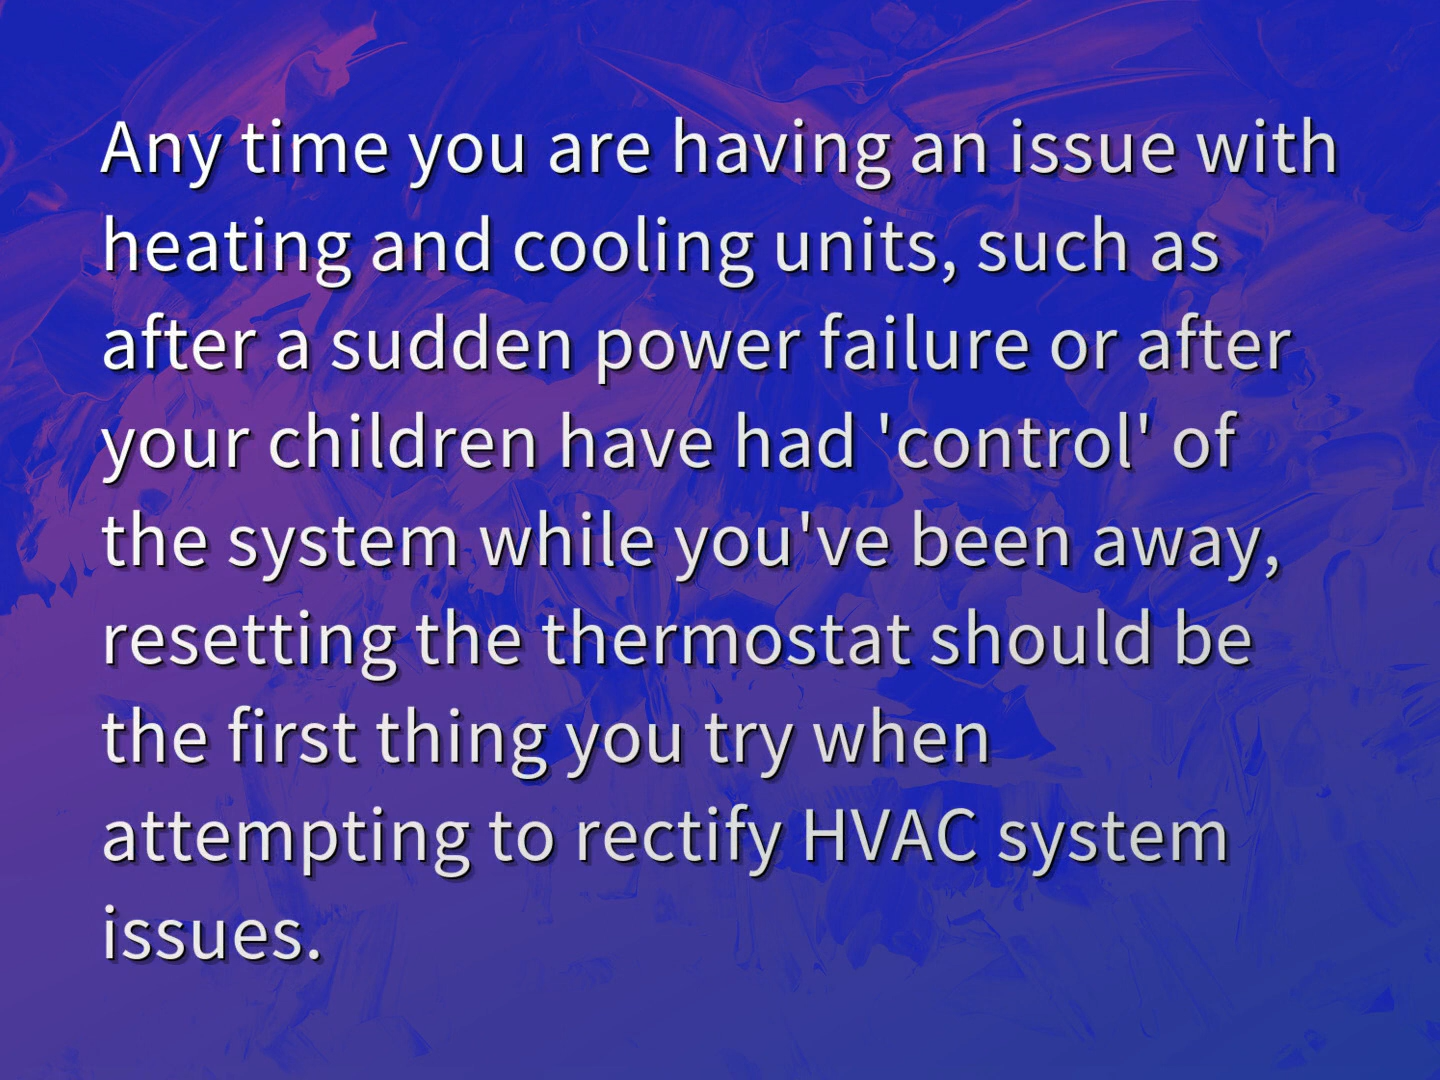 Any time you are having an issue with
heating and cooling units, such as
after a sudden power failure or after
your children have had 'control' of
the system while you've been away,
resetting the thermostat should be
the first thing you try when
attempting to rectify HVAC system
issues.